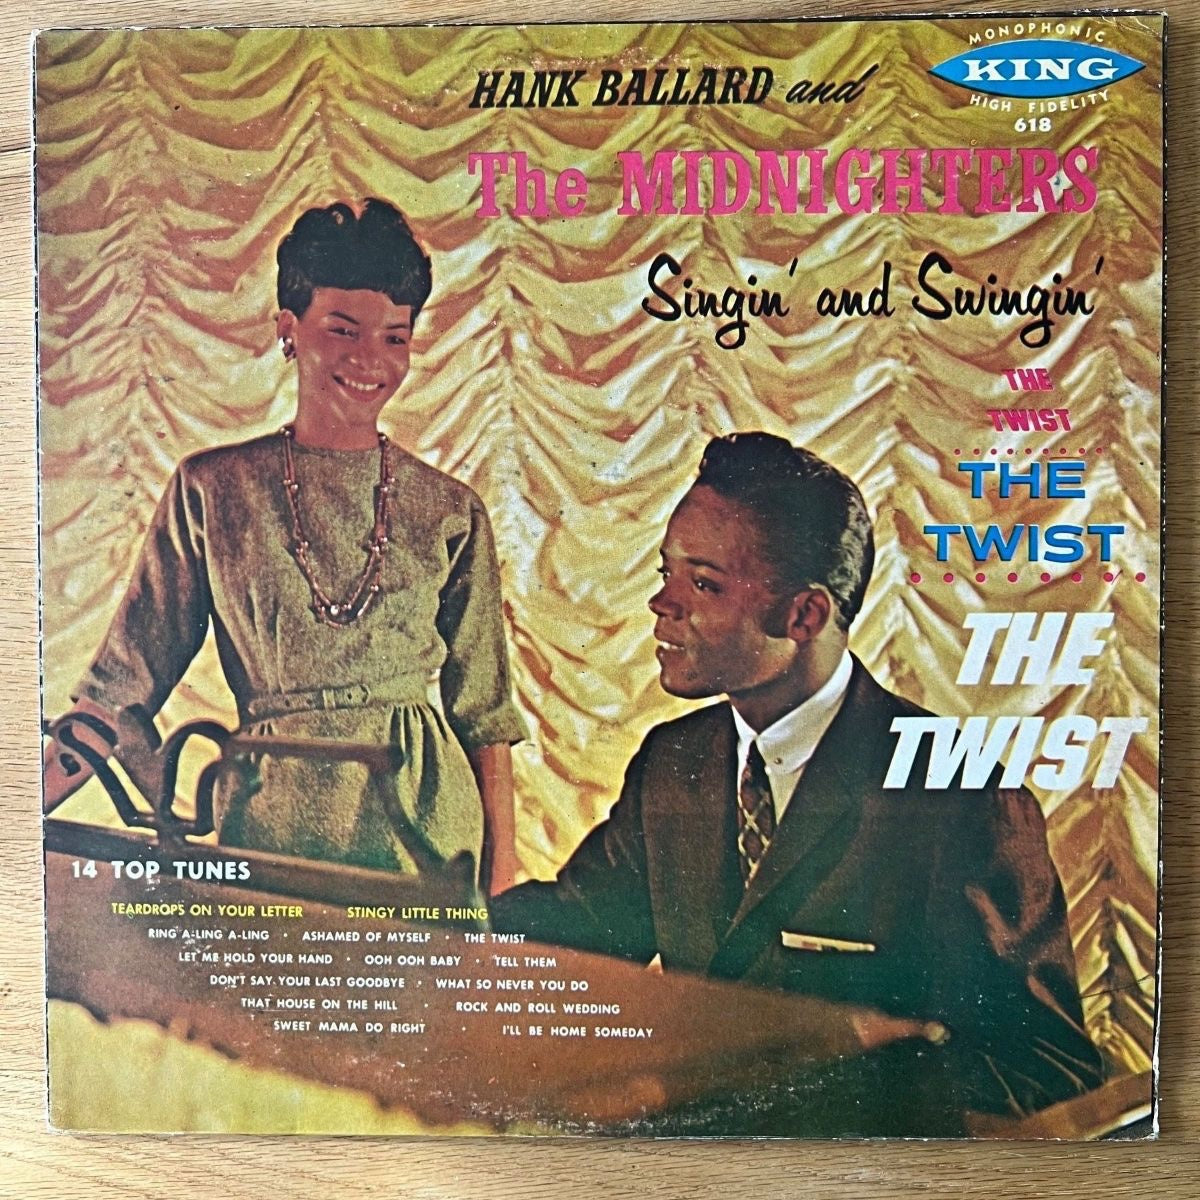 HANK BALLARD and
MONOPHONIC
KING
HIGH FIDELITY
618
The MIDNIGHTERS
Singin' and Swingin'
THE
TWIST
THE
TWIST
THE
TWIST
14 TOP TUNES
TEARDROPS ON YOUR LETTER • STINGY LITTLE THING
RING A-LING A-LING • ASHAMED OF MYSELF • THE TWIST
LET ME HOLD YOUR HAND • OOH OOH BABY • TELL THEM
DON'T SAY YOUR LAST GOODBYE • WHAT SO NEVER YOU DO
THAT HOUSE ON THE HILL • ROCK AND ROLL WEDDING
SWEET MAMA DO RIGHT • I'LL BE HOME SOMEDAY